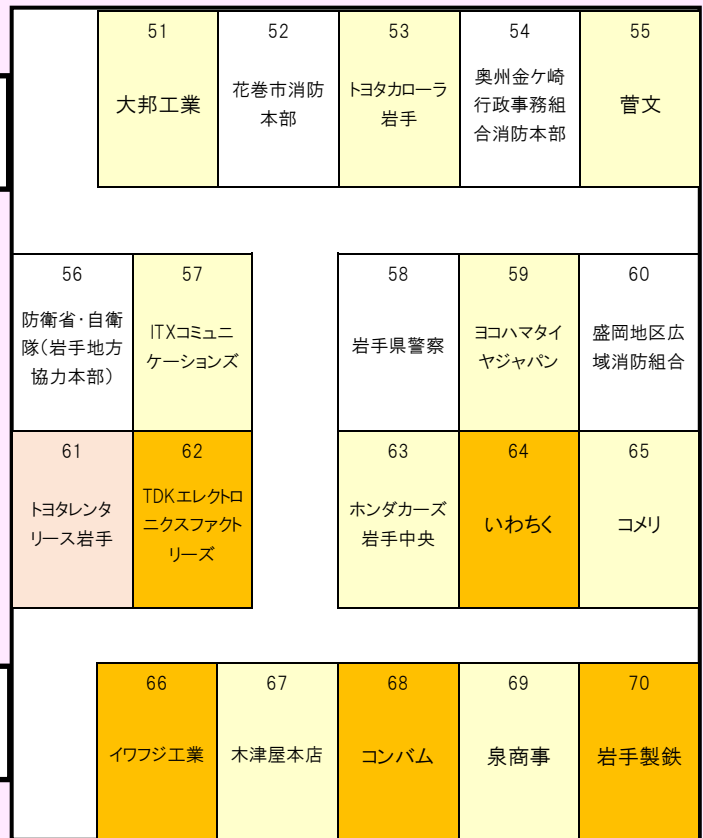 51 52 53 54 55
大邦工業
花巻市消防
本部
トヨタカローラ
岩手
奥州金ケ崎
行政事務組
合消防本部
菅文
56 57 58 59 60
防衛省・自衛
隊(岩手地方
協力本部)
ITXコミュニ
ケーションズ
岩手県警察
ヨコハマタイ
ヤジャパン
盛岡地区広
域消防組合
61 62 63 64 65
トヨタレンタ
リース岩手
TDKエレクトロ
ニクスファクト
リーズ
ホンダカーズ
岩手中央
いわちく
コメリ
66 67 68 69 70
イワフジ工業
木津屋本店
コンバム
泉商事
岩手製鉄